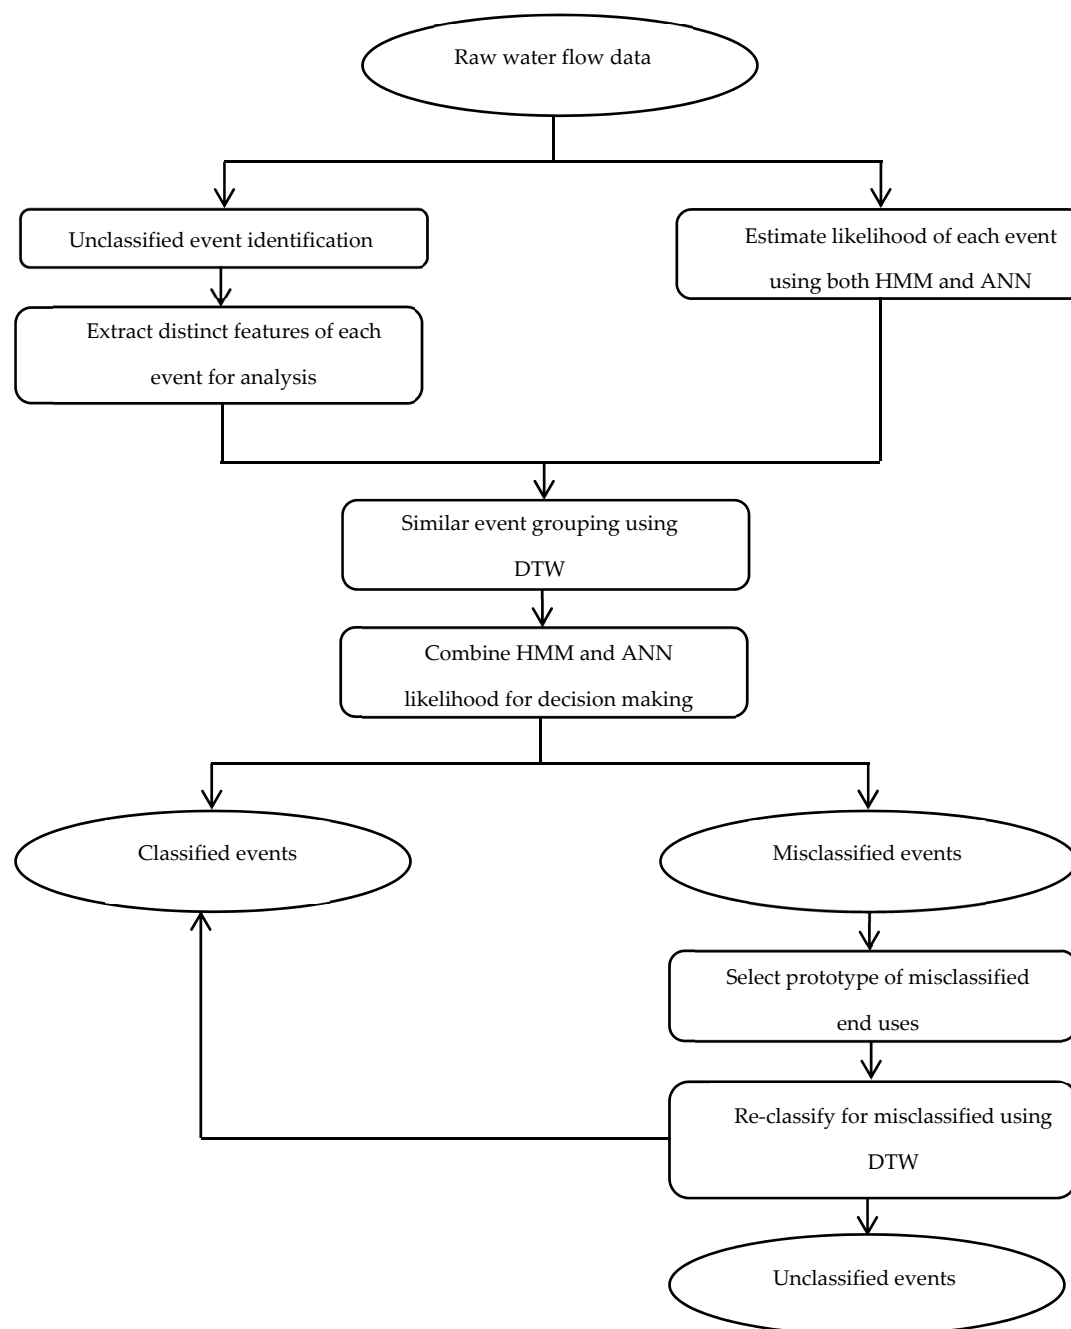 Raw water flow data
Unclassified event identification
Extract distinct features of each
event for analysis
Estimate likelihood of each event
using both HMM and ANN
Similar event grouping using
DTW
Combine HMM and ANN
likelihood for decision making
Classified events
Misclassified events
Select prototype of misclassified
end uses
Re-classify for misclassified using
DTW
Unclassified events